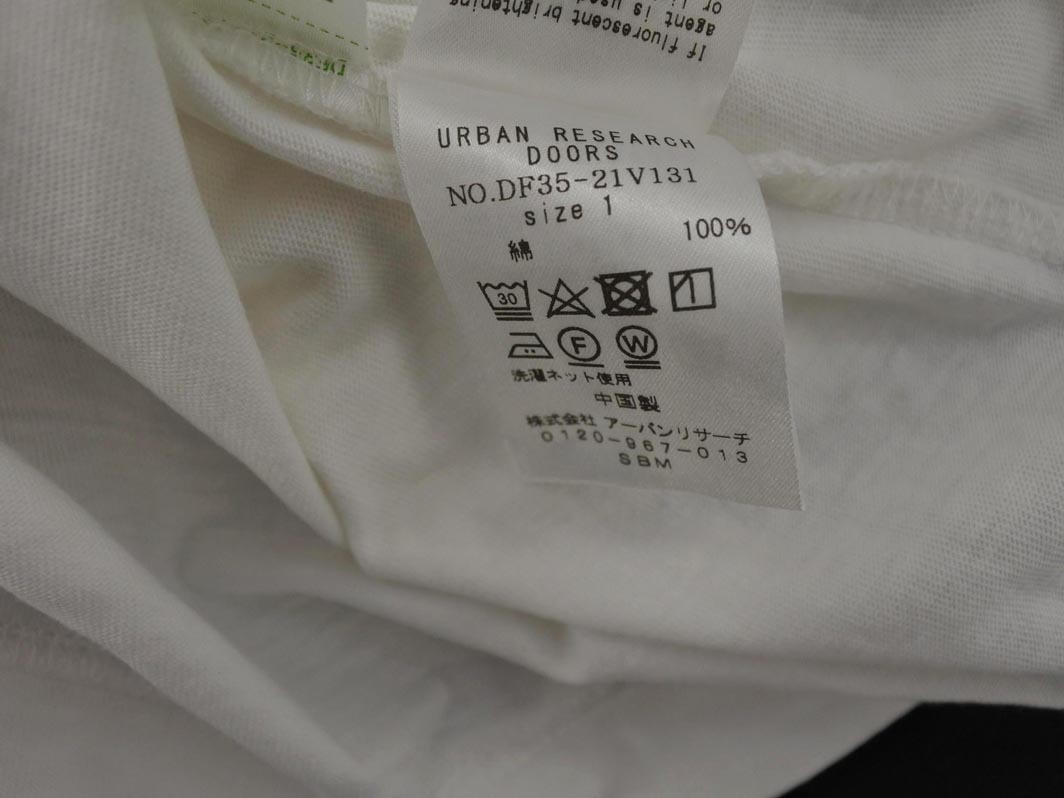 If fluorescent brightening
agent is used
or
URBAN RESEARCH
DOORS
NO.DF35-21V131
size 1
綿 100%
30
F W
洗濯ネット使用
中国製
株式会社 アーバンリサーチ
0120-967-013
SBM